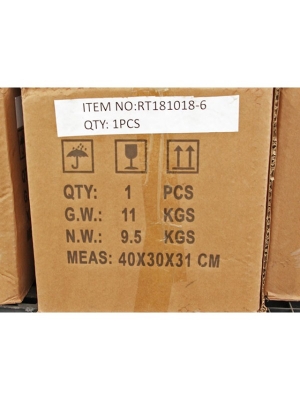 ITEM NO:RT181018-6
QTY: 1PCS
QTY: 1 PCS
G.W.: 11 KGS
N.W.: 9.5 KGS
MEAS: 40X30X31 CM